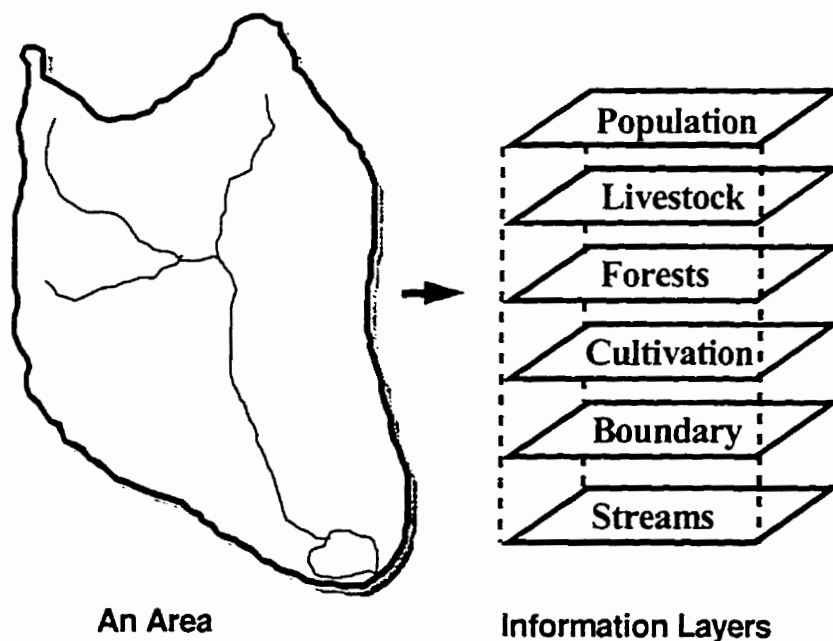 Population
Livestock
Forests
Cultivation
Boundary
Streams
An Area
Information Layers